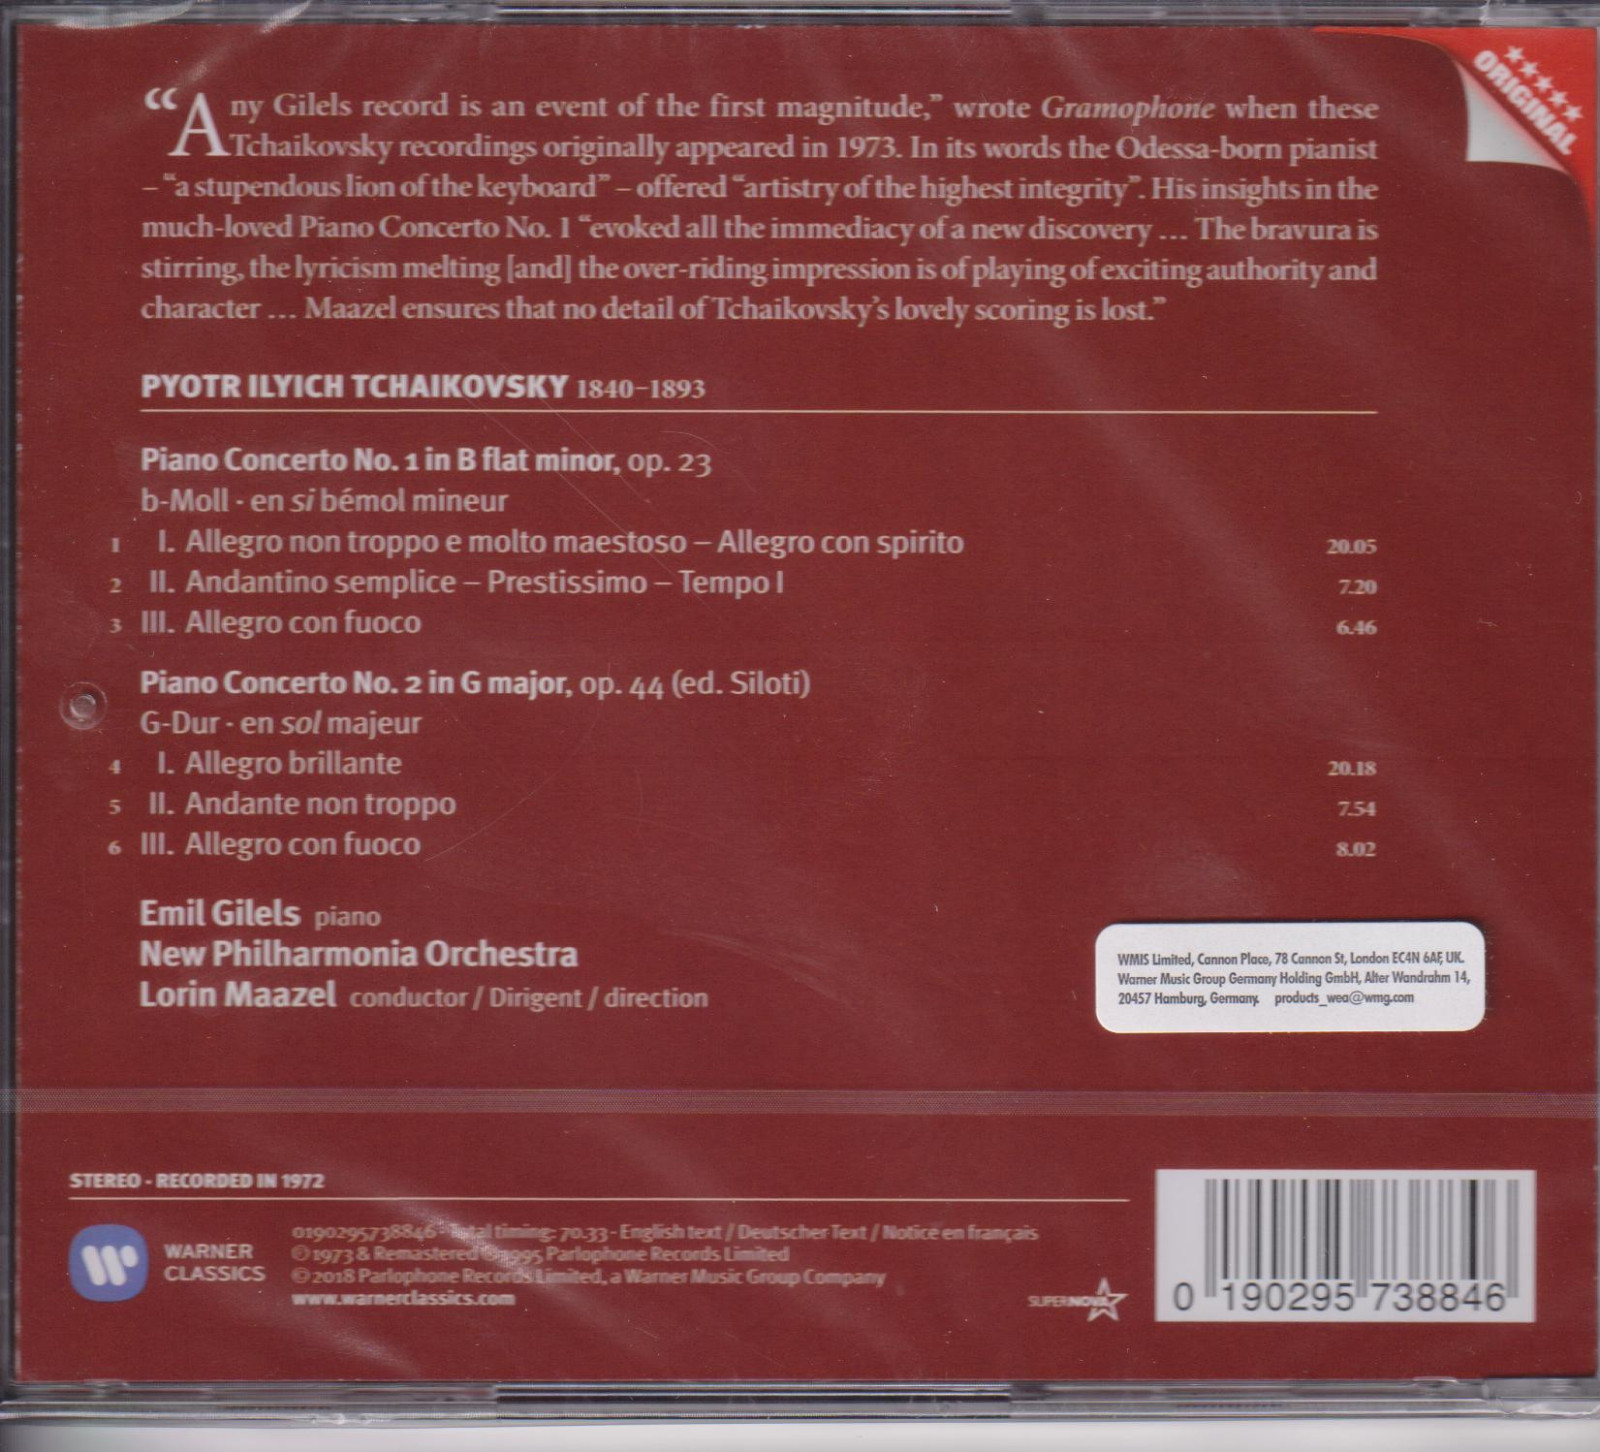 ★★★★★
ORIGINAL
“Any Gilels record is an event of the first magnitude,” wrote Gramophone when these
Tchaikovsky recordings originally appeared in 1973. In its words the Odessa-born pianist
– “a stupendous lion of the keyboard” – offered “artistry of the highest integrity”. His insights in the
much-loved Piano Concerto No. 1 “evoked all the immediacy of a new discovery … The bravura is
stirring, the lyricism melting [and] the over-riding impression is of playing of exciting authority and
character … Maazel ensures that no detail of Tchaikovsky’s lovely scoring is lost.”
PYOTR ILYICH TCHAIKOVSKY 1840–1893
Piano Concerto No. 1 in B flat minor, op. 23
b-Moll · en si bémol mineur
1 I. Allegro non troppo e molto maestoso – Allegro con spirito 20.05
2 II. Andantino semplice – Prestissimo – Tempo I 7.20
3 III. Allegro con fuoco 6.46
Piano Concerto No. 2 in G major, op. 44 (ed. Siloti)
G-Dur · en sol majeur
4 I. Allegro brillante 20.18
5 II. Andante non troppo 7.54
6 III. Allegro con fuoco 8.02
Emil Gilels piano
New Philharmonia Orchestra
Lorin Maazel conductor / Dirigent / direction
WMIS Limited, Cannon Place, 78 Cannon St, London EC4N 6AF, UK.
Warner Music Group Germany Holding GmbH, Alter Wandrahm 14,
20457 Hamburg, Germany. products_wea@wmg.com
STEREO · RECORDED IN 1972
WARNER
CLASSICS
0190295738846 · Total timing: 70.33 · English text / Deutscher Text / Notice en français
℗ 1973 & Remastered ℗ 1995 Parlophone Records Limited
© 2018 Parlophone Records Limited, a Warner Music Group Company
www.warnerclassics.com
SUPERNOVA
0 190295 738846